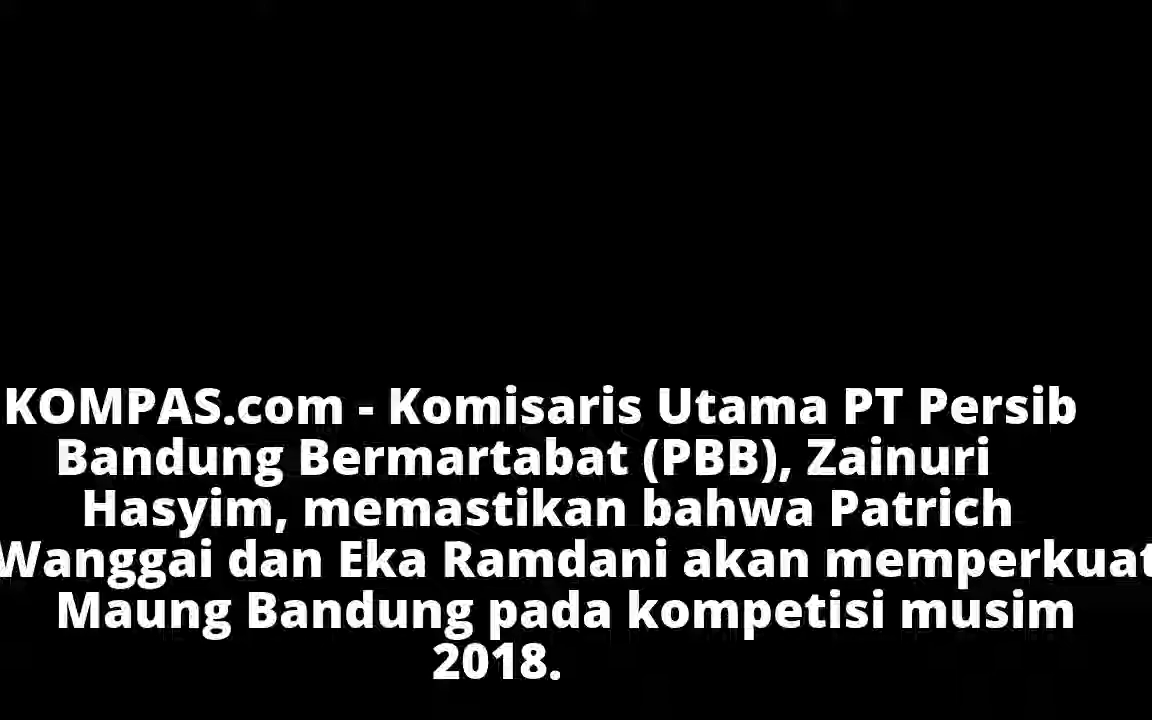 KOMPAS.com - Komisaris Utama PT Persib
Bandung Bermartabat (PBB), Zainuri
Hasyim, memastikan bahwa Patrich
Wanggai dan Eka Ramdani akan memperkuat
Maung Bandung pada kompetisi musim
2018.